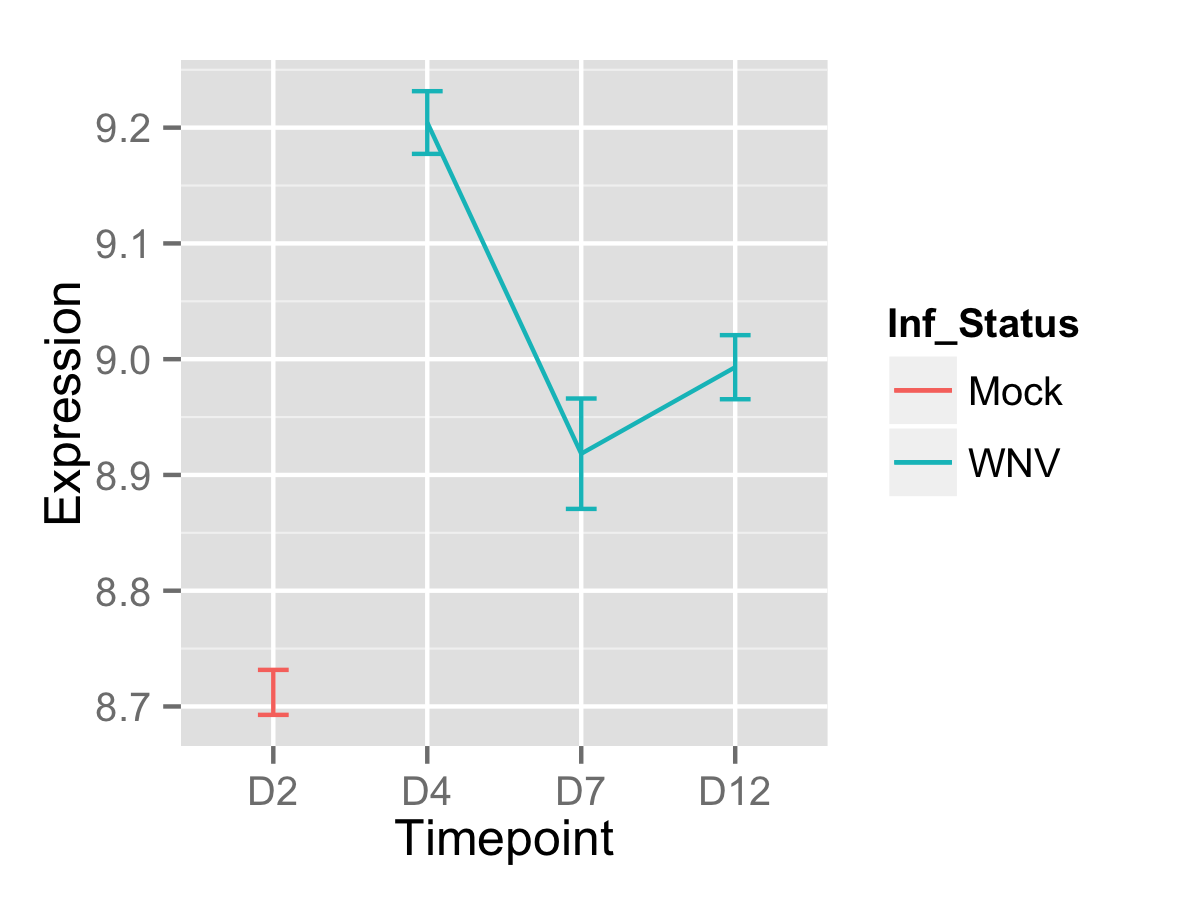 Expression
9.2
9.1
9.0
8.9
8.8
8.7
D2 D4 D7 D12
Timepoint
Inf_Status
Mock
WNV